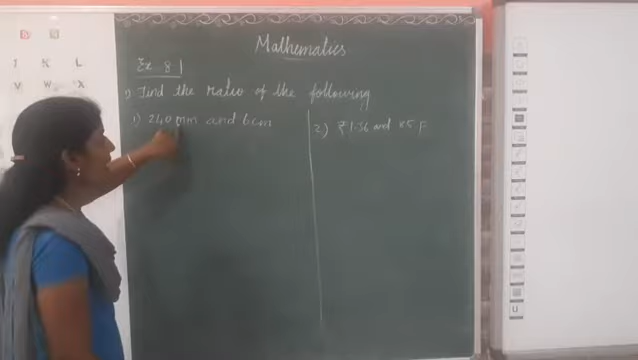 Mathematics
Ex 8.1
1) Find the ratio of the following
1) 240 mm and 6cm
2) ₹1.36 and